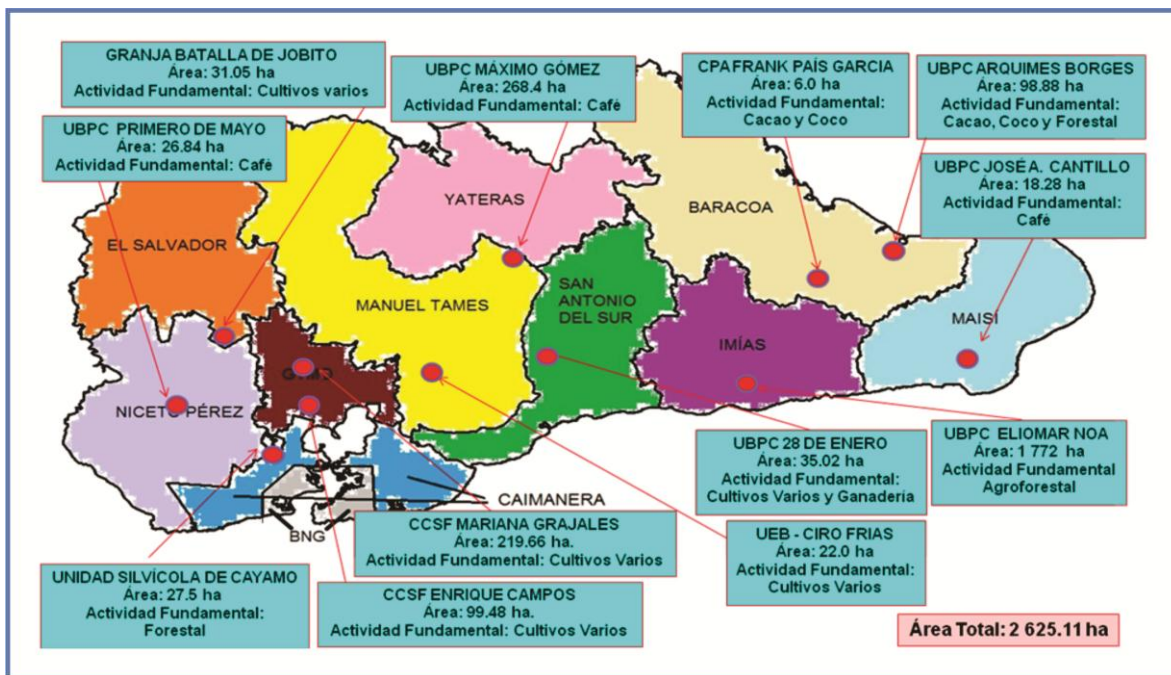 GRANJA BATALLA DE JOBITO
Área: 31.05 ha
Actividad Fundamental: Cultivos varios
UBPC MÁXIMO GÓMEZ
Área: 268.4 ha
Actividad Fundamental: Café
CPA FRANK PAÍS GARCIA
Área: 6.0 ha
Actividad Fundamental:
Cacao y Coco
UBPC ARQUIMES BORGES
Área: 98.88 ha
Actividad Fundamental:
Cacao, Coco y Forestal
UBPC PRIMERO DE MAYO
Área: 26.84 ha
Actividad Fundamental: Café
UBPC JOSÉ A. CANTILLO
Área: 18.28 ha
Actividad Fundamental:
Café
YATERAS
BARACOA
EL SALVADOR
MANUEL TAMES
SAN
ANTONIO
DEL SUR
MAISÍ
IMÍAS
NICETO PÉREZ
CAIMANERA
BNG
UBPC 28 DE ENERO
Área: 35.02 ha
Actividad Fundamental:
Cultivos Varios y Ganadería
UBPC ELIOMAR NOA
Área: 1 772 ha
Actividad Fundamental
Agroforestal
CCSF MARIANA GRAJALES
Área: 219.66 ha.
Actividad Fundamental: Cultivos Varios
UEB - CIRO FRIAS
Área: 22.0 ha
Actividad Fundamental:
Cultivos Varios
UNIDAD SILVÍCOLA DE CAYAMO
Área: 27.5 ha
Actividad Fundamental:
Forestal
CCSF ENRIQUE CAMPOS
Área: 99.48 ha.
Actividad Fundamental: Cultivos Varios
Área Total: 2 625.11 ha